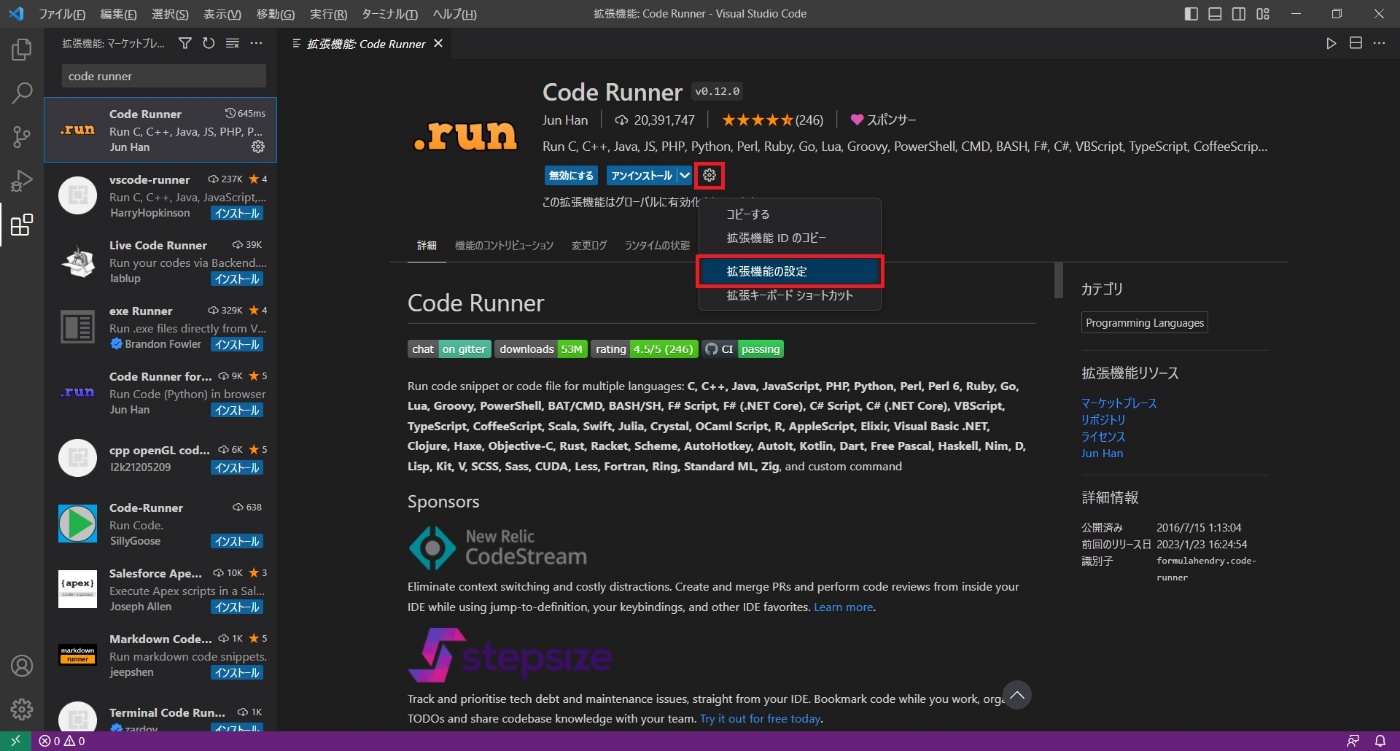 ファイル(F) 編集(E) 選択(S) 表示(V) 移動(G) 実行(R) ターミナル(T) ヘルプ(H)
拡張機能: Code Runner - Visual Studio Code
拡張機能: マーケットプレ...
code runner
Code Runner 645ms
Run C, C++, Java, JS, PHP, P...
Jun Han
vscode-runner 237K 4
Run C, C++, Java, JavaScript,...
HarryHopkinson インストール
Live Code Runner 39K
Run your codes via Backend....
lablup インストール
exe Runner 329K 4
Run .exe files directly from V...
Brandon Fowler インストール
.run
Code Runner for... 9K 5
Run Code (Python) in browser
Jun Han インストール
cpp openGL cod... 6K 5
l2k21205209 インストール
Code-Runner 638
Run Code.
SillyGoose インストール
{apex}
Salesforce Ape... 10K 3
Execute Apex scripts in a Sal...
Joseph Allen インストール
markdown
runner
Markdown Code... 1K 5
Run markdown code snippets.
jeepshen インストール
Terminal Code Run... 1K
zardoy インストール
拡張機能: Code Runner
.run
Code Runner v0.12.0
Jun Han 20,391,747 (246) スポンサー
Run C, C++, Java, JS, PHP, Python, Perl, Ruby, Go, Lua, Groovy, PowerShell, CMD, BASH, F#, C#, VBScript, TypeScript, CoffeeScrip...
無効にする アンインストール
この拡張機能はグローバルに有効化
コピーする
拡張機能 ID のコピー
拡張機能の設定
拡張キーボード ショートカット
詳細 機能のコントリビューション 変更ログ ランタイムの状態
Code Runner
chat on gitter downloads 53M rating 4.5/5 (246) CI passing
Run code snippet or code file for multiple languages: C, C++, Java, JavaScript, PHP, Python, Perl, Perl 6, Ruby, Go,
Lua, Groovy, PowerShell, BAT/CMD, BASH/SH, F# Script, F# (.NET Core), C# Script, C# (.NET Core), VBScript,
TypeScript, CoffeeScript, Scala, Swift, Julia, Crystal, OCaml Script, R, AppleScript, Elixir, Visual Basic .NET,
Clojure, Haxe, Objective-C, Rust, Racket, Scheme, AutoHotkey, AutoIt, Kotlin, Dart, Free Pascal, Haskell, Nim, D,
Lisp, Kit, V, SCSS, Sass, CUDA, Less, Fortran, Ring, Standard ML, Zig, and custom command
Sponsors
New Relic
CodeStream
Eliminate context switching and costly distractions. Create and merge PRs and perform code reviews from inside your
IDE while using jump-to-definition, your keybindings, and other IDE favorites. Learn more.
stepsize
Track and prioritise tech debt and maintenance issues, straight from your IDE. Bookmark code while you work, orga
TODOs and share codebase knowledge with your team. Try it out for free today.
カテゴリ
Programming Languages
拡張機能リソース
マーケットプレース
リポジトリ
ライセンス
Jun Han
詳細情報
公開済み 2016/7/15 1:13:04
前回のリリース日 2023/1/23 16:24:54
識別子 formulahendry.code-
runner
0 0